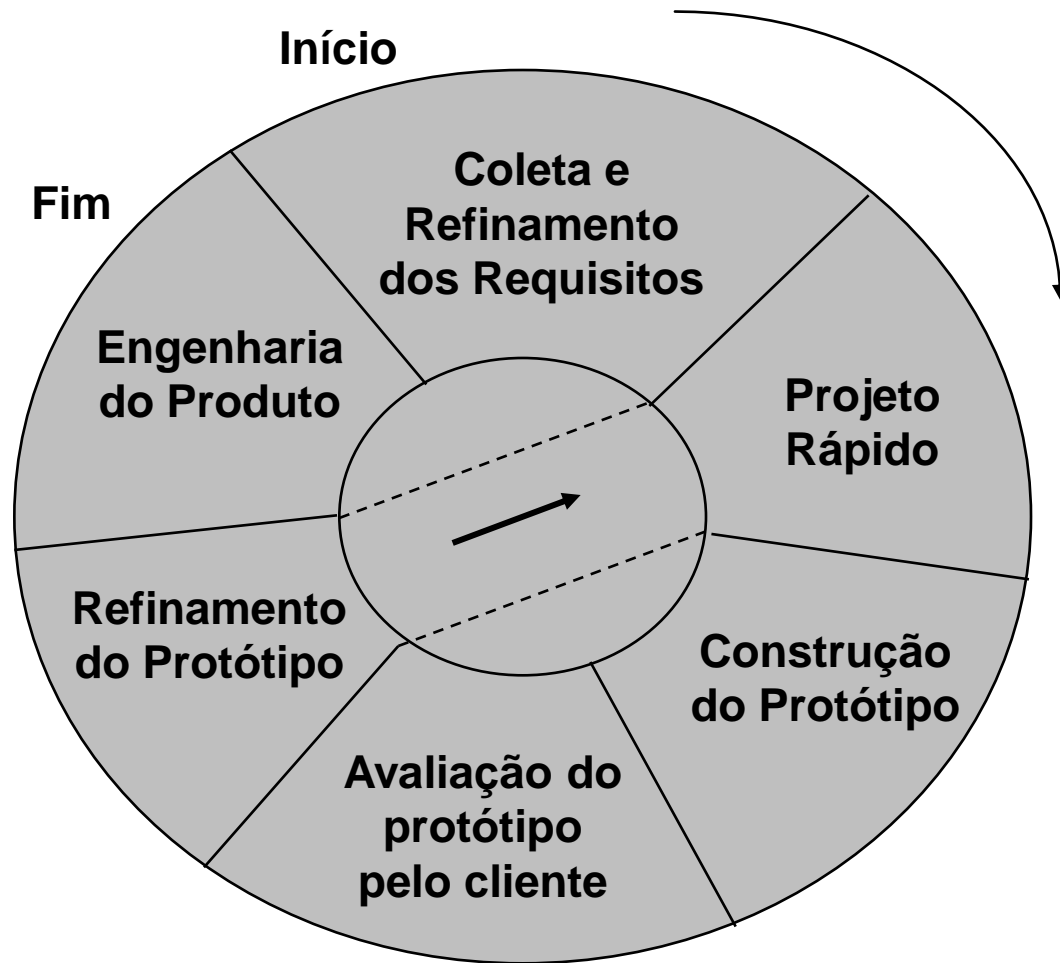 Início
Fim
Coleta e
Refinamento
dos Requisitos
Projeto
Rápido
Construção
do Protótipo
Avaliação do
protótipo
pelo cliente
Refinamento
do Protótipo
Engenharia
do Produto